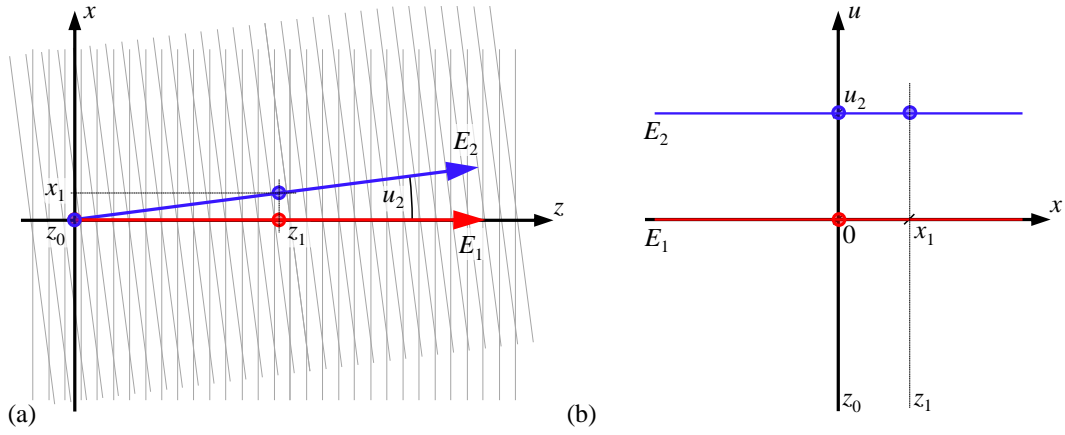 x
E₂
x₁
u₂
z
z₀
z₁
E₁
(a)
u
u₂
E₂
x
E₁
0
x₁
z₀
z₁
(b)